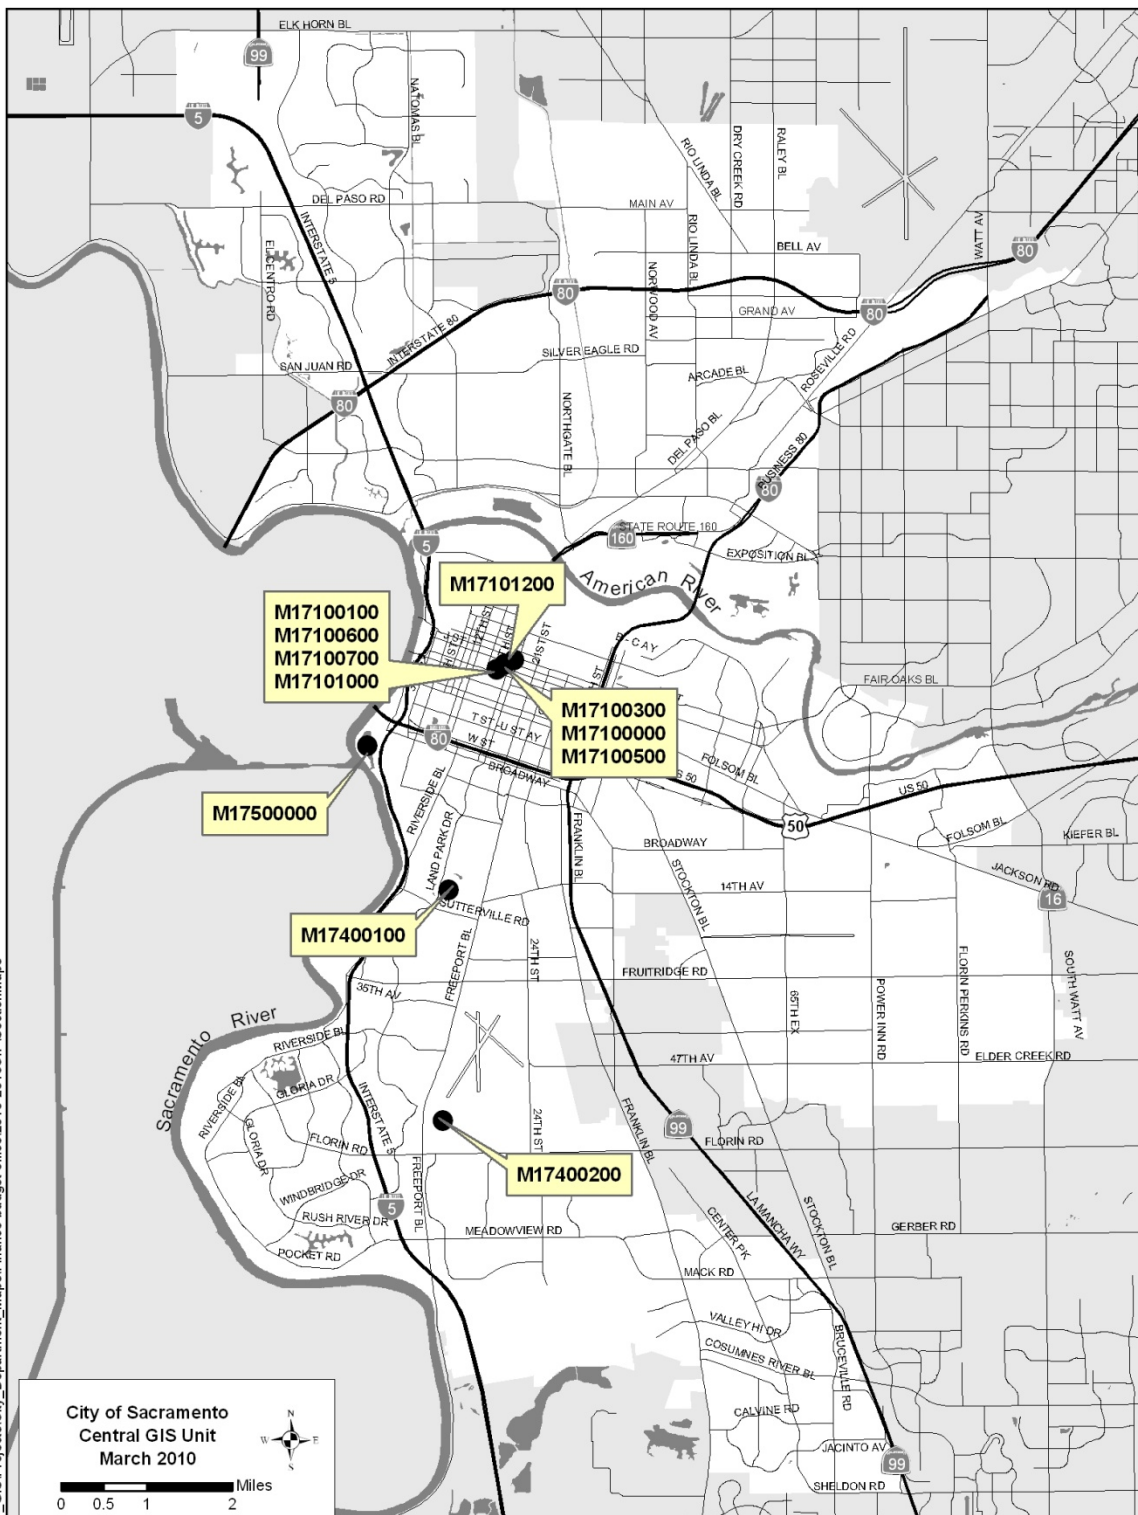 ELK HORN BL
99
5
NATOMAS BL
RIO LINDA BL
DRY CREEK RD
RALEY BL
DEL PASO RD
MAIN AV
INTERSTATE 5
EL CENTRO RD
RIO LINDA BL
BELL AV
WATT AV
80
NORWOOD AV
80
GRAND AV
80
INTERSTATE 80
SILVER EAGLE RD
ROSEVILLE RD
SAN JUAN RD
ARCADE BL
80
NORTHGATE BL
DEL PASO BL
BUSINESS 80
80
STATE ROUTE 160
160
5
EXPOSITION BL
American River
M17101200
M17100100
M17100600
M17100700
M17101000
12TH ST
21ST ST
FAIR OAKS BL
M17100300
M17100000
M17100500
T ST-U ST AY
80
W ST
BROADWAY
FOLSOM BL
US 50
M17500000
RIVERSIDE BL
50
FOLSOM BL
KIEFER BL
LAND PARK DR
FRANKLIN BL
BROADWAY
STOCKTON BL
14TH AV
JACKSON RD
16
SUTTERVILLE RD
M17400100
FREEPORT BL
24TH ST
FRUITRIDGE RD
65TH EX
POWER INN RD
FLORIN PERKINS RD
SOUTH WATT AV
35TH AV
Sacramento River
RIVERSIDE BL
47TH AV
ELDER CREEK RD
RIVERSIDE BL
GLORIA DR
INTERSTATE 5
GLORIA DR
24TH ST
FRANKLIN BL
99
FLORIN RD
FLORIN RD
M17400200
WINDBRIDGE DR
FREEPORT BL
RUSH RIVER DR
5
POCKET RD
MEADOWVIEW RD
CENTER PK
LA MANCHA WY
STOCKTON BL
GERBER RD
MACK RD
VALLEY HI DR
COSUMNES RIVER BL
BRUCEVILLE RD
CALVINE RD
JACINTO AV
99
SHELDON RD
City of Sacramento
Central GIS Unit
March 2010
N
W E
S
0 0.5 1 2 Miles